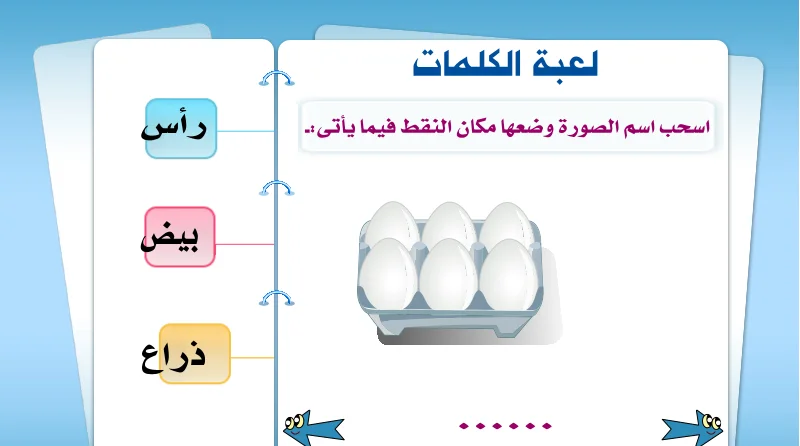 لعبة الكلمات
اسحب اسم الصورة وضعها مكان النقط فيما يأتى :ـ
رأس
بيض
ذراع